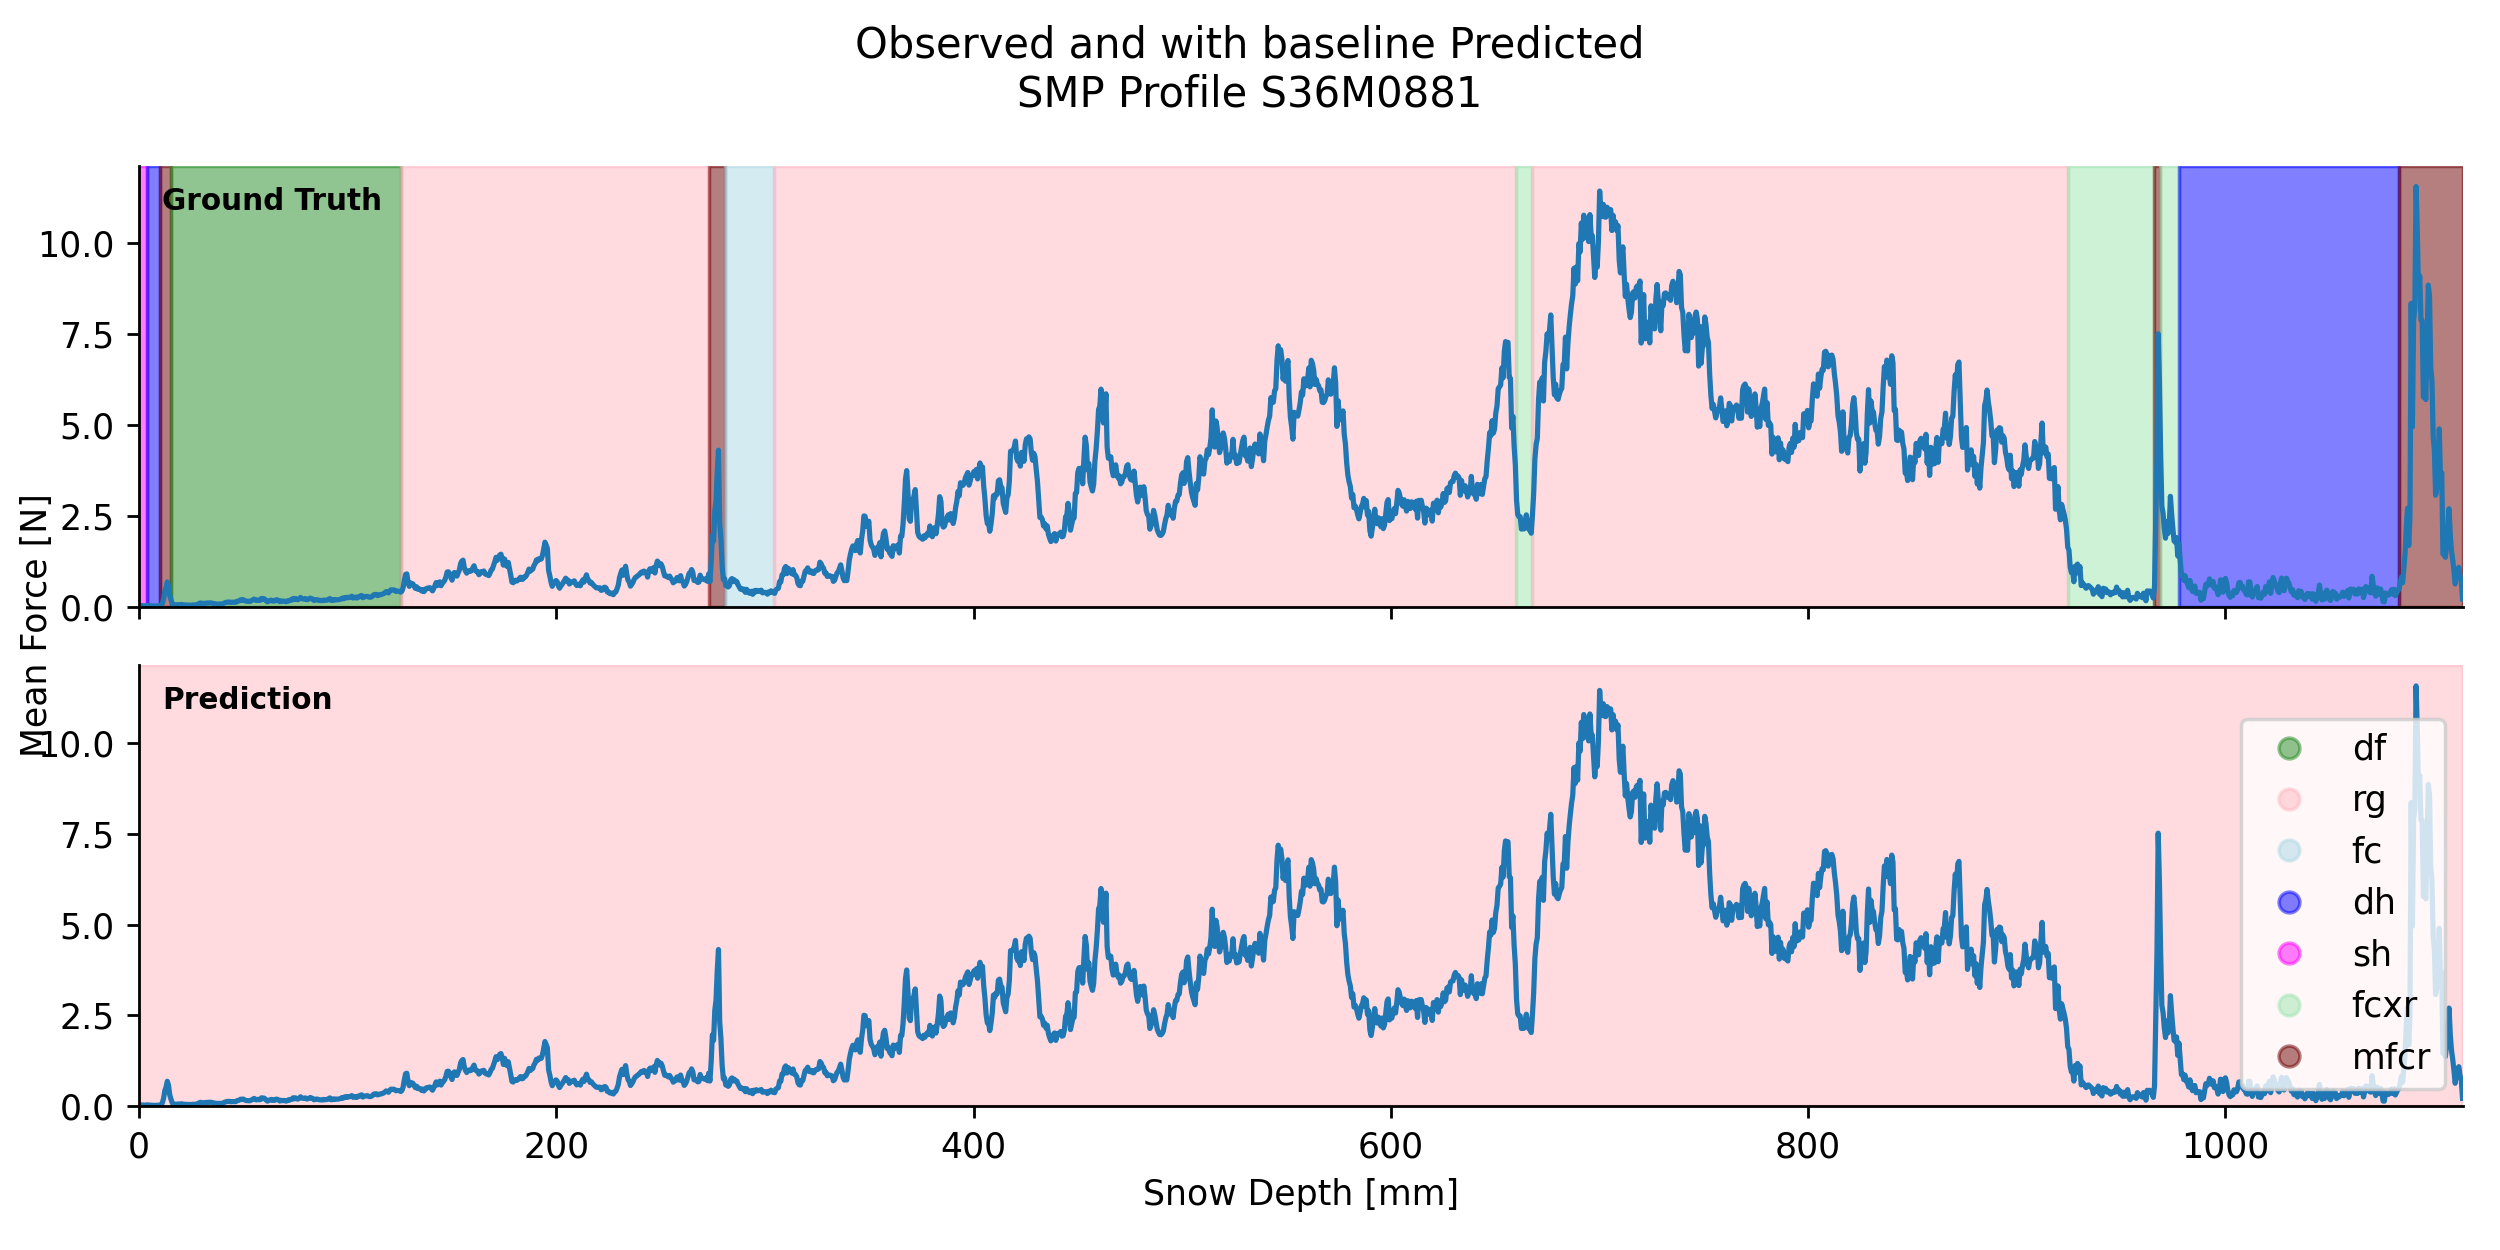 Observed and with baseline Predicted
SMP Profile S36M0881
Ground Truth
10.0
7.5
5.0
2.5
0.0
Mean Force [N]
Prediction
10.0
7.5
5.0
2.5
0.0
df
rg
fc
dh
sh
fcxr
mfcr
0 200 400 600 800 1000
Snow Depth [mm]